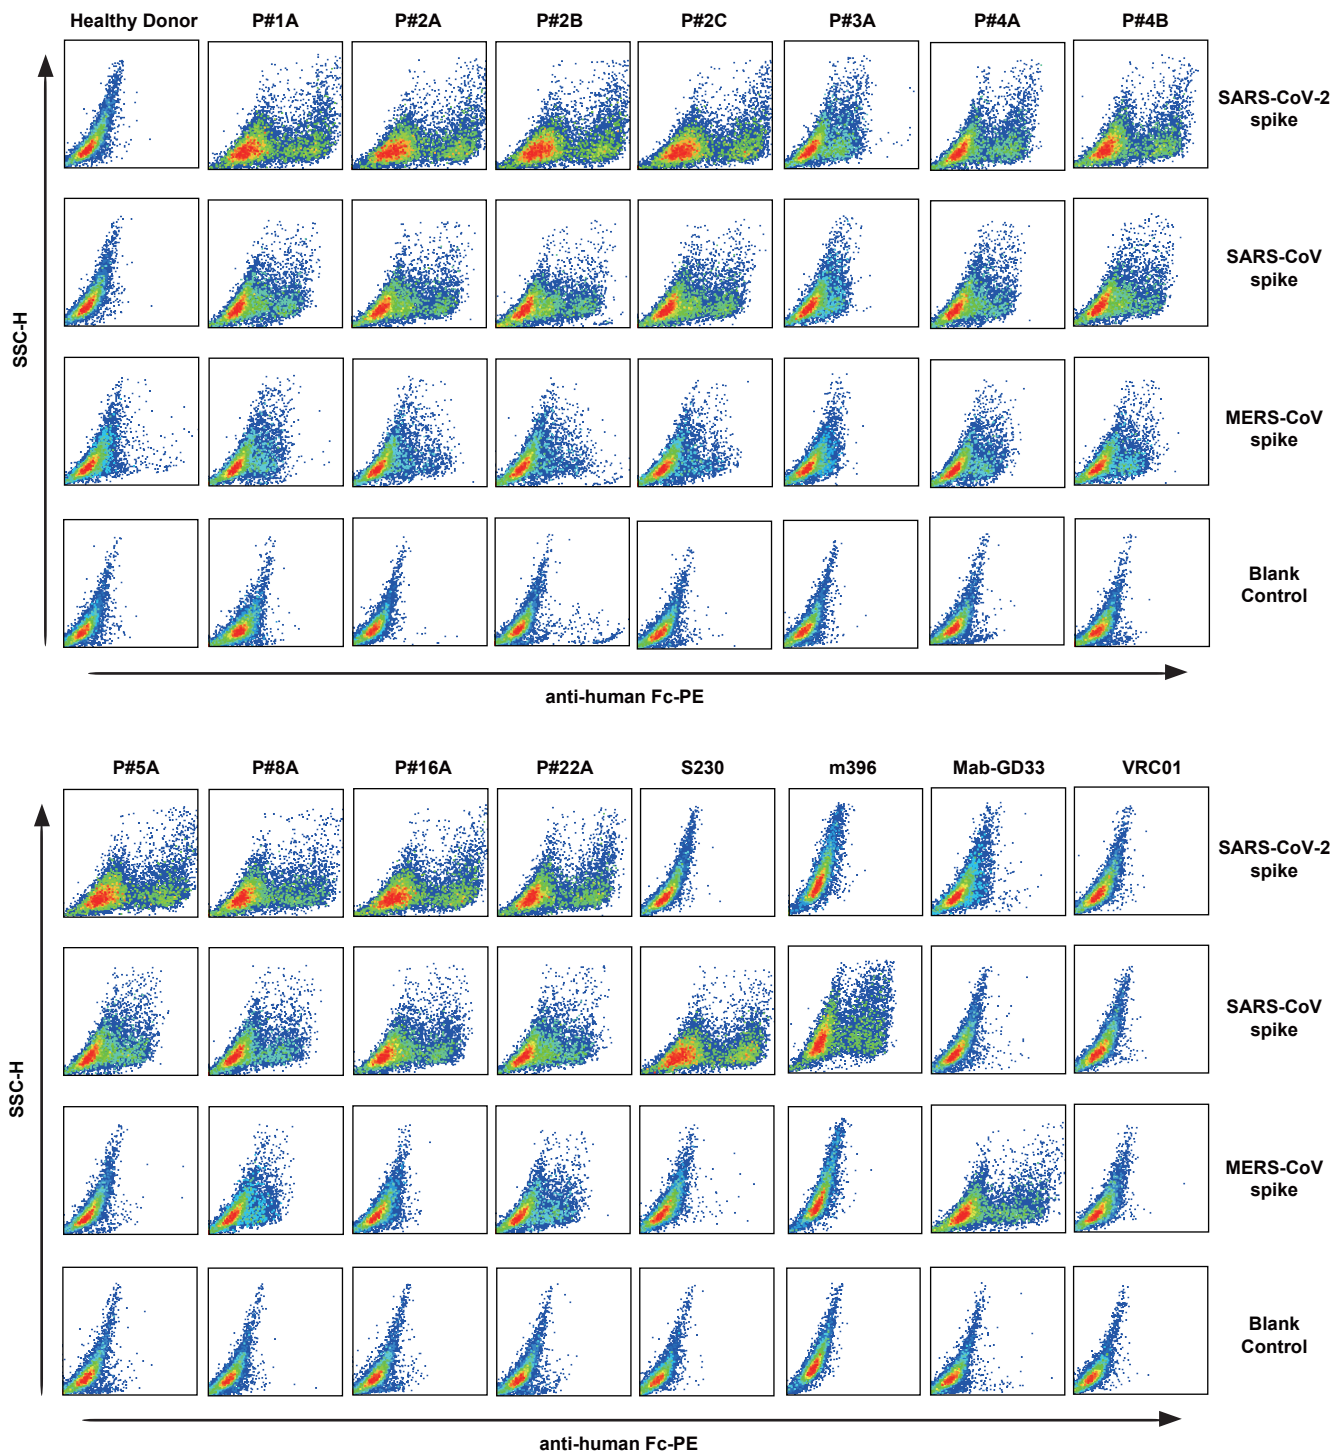 Healthy Donor P#1A P#2A P#2B P#2C P#3A P#4A P#4B
SARS-CoV-2
spike
SARS-CoV
spike
SSC-H
MERS-CoV
spike
Blank
Control
anti-human Fc-PE
P#5A P#8A P#16A P#22A S230 m396 Mab-GD33 VRC01
SARS-CoV-2
spike
SARS-CoV
spike
SSC-H
MERS-CoV
spike
Blank
Control
anti-human Fc-PE